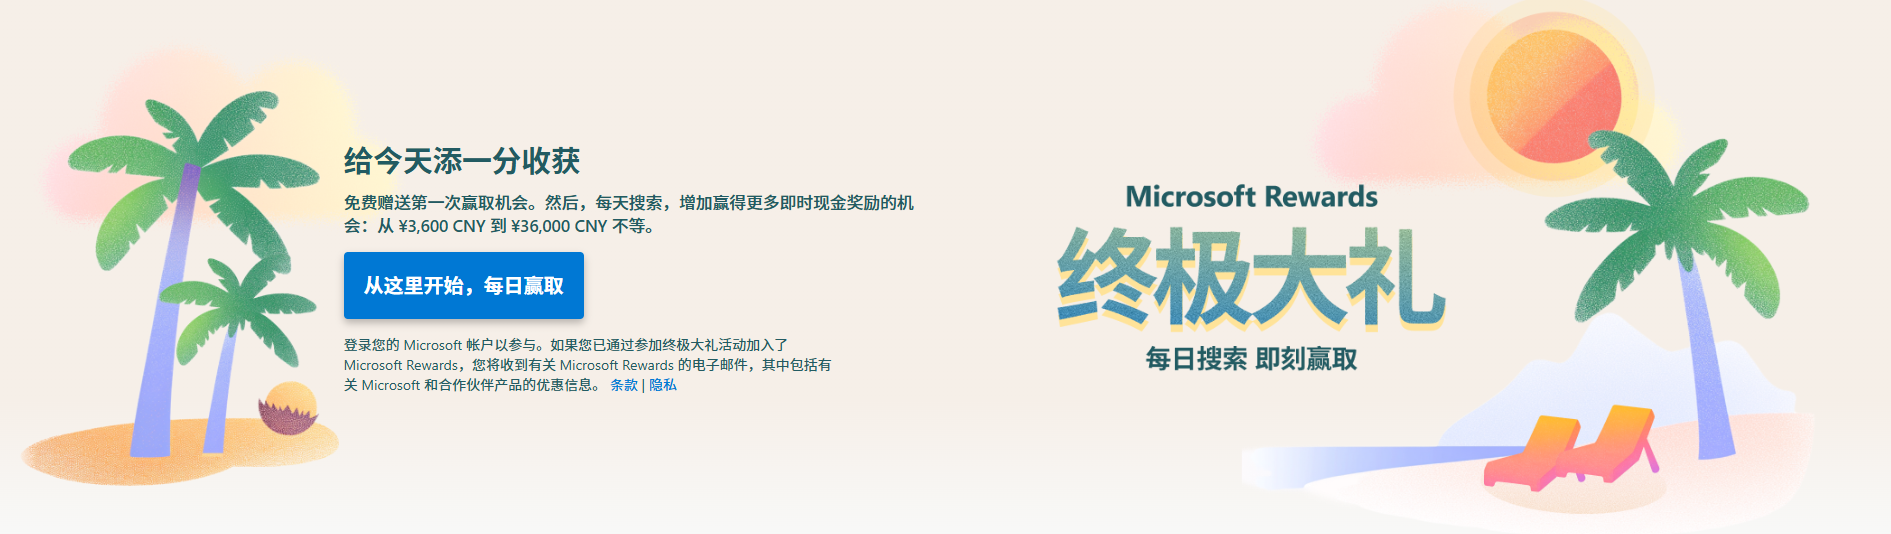 给今天添一分收获
免费赠送第一次赢取机会。然后，每天搜索，增加赢得更多即时现金奖励的机
会：从 ¥3,600 CNY 到 ¥36,000 CNY 不等。
从这里开始，每日赢取
登录您的 Microsoft 帐户以参与。如果您已通过参加终极大礼活动加入了
Microsoft Rewards，您将收到有关 Microsoft Rewards 的电子邮件，其中包括有
关 Microsoft 和合作伙伴产品的优惠信息。 条款 | 隐私
Microsoft Rewards
终极大礼
每日搜索 即刻赢取